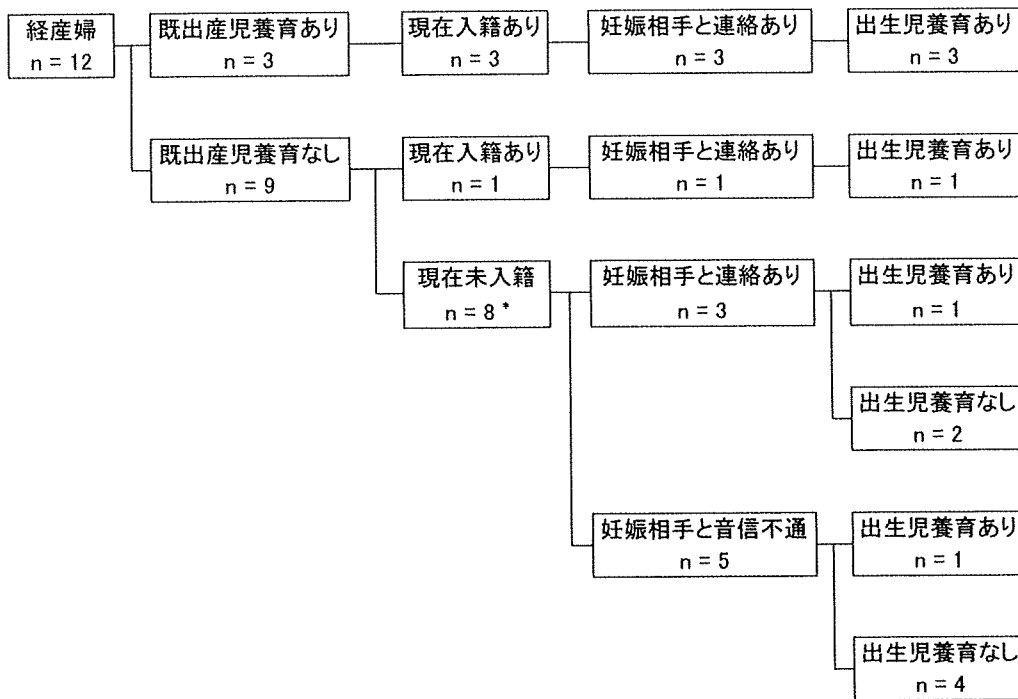 経産婦
n = 12
既出産児養育あり
n = 3
現在入籍あり
n = 3
妊娠相手と連絡あり
n = 3
出生児養育あり
n = 3
既出産児養育なし
n = 9
現在入籍あり
n = 1
妊娠相手と連絡あり
n = 1
出生児養育あり
n = 1
現在未入籍
n = 8 *
妊娠相手と連絡あり
n = 3
出生児養育あり
n = 1
出生児養育なし
n = 2
妊娠相手と音信不通
n = 5
出生児養育あり
n = 1
出生児養育なし
n = 4